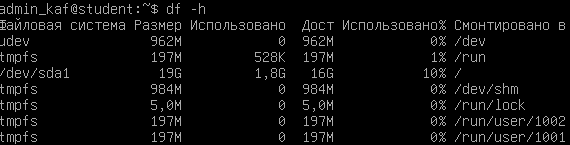 admin_kaf@student:~$ df -h
Файловая система Размер Использовано  Дост Использовано% Смонтировано в
udev               962M            0  962M            0% /dev
tmpfs              197M         528K  197M            1% /run
/dev/sda1           19G         1,8G   16G           10% /
tmpfs              984M            0  984M            0% /dev/shm
tmpfs              5,0M            0  5,0M            0% /run/lock
tmpfs              197M            0  197M            0% /run/user/1002
tmpfs              197M            0  197M            0% /run/user/1001